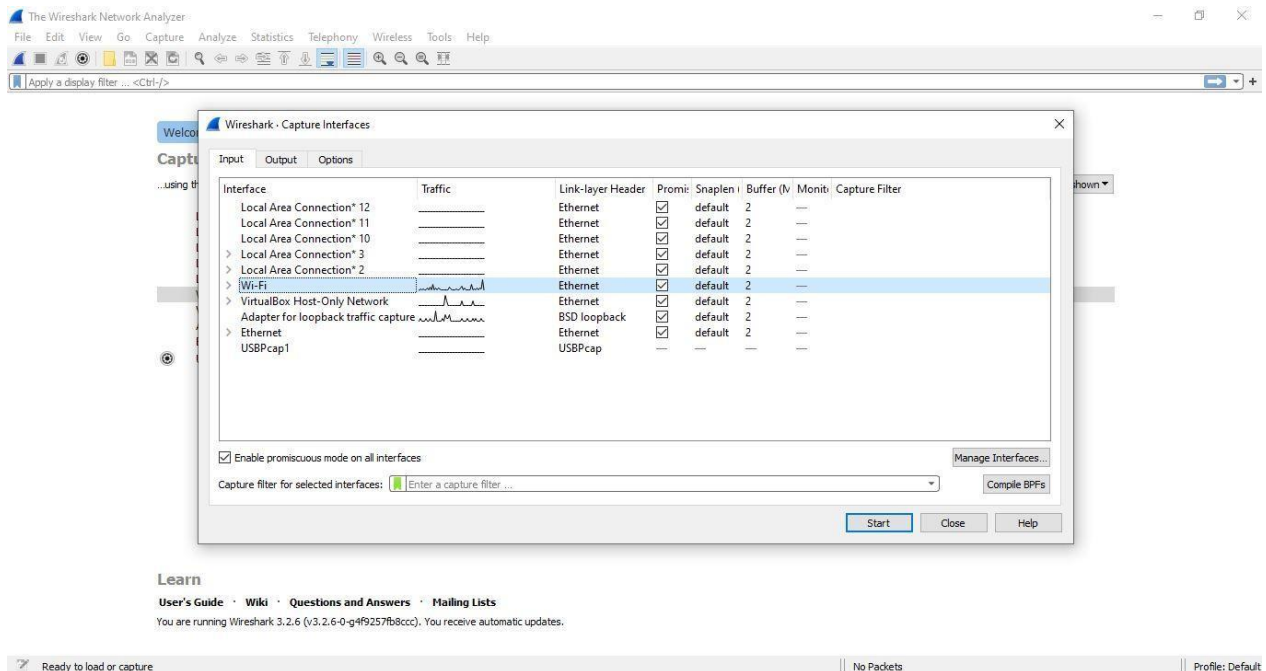 The Wireshark Network Analyzer
File Edit View Go Capture Analyze Statistics Telephony Wireless Tools Help
Apply a display filter ... <Ctrl-/>
Welco
Wireshark · Capture Interfaces
Captu
Input Output Options
...using th
hown
Interface Traffic Link-layer Header Promis Snaplen ( Buffer (M Monito Capture Filter
Local Area Connection* 12 Ethernet default 2 —
Local Area Connection* 11 Ethernet default 2 —
Local Area Connection* 10 Ethernet default 2 —
Local Area Connection* 3 Ethernet default 2 —
Local Area Connection* 2 Ethernet default 2 —
Wi-Fi Ethernet default 2 —
VirtualBox Host-Only Network Ethernet default 2 —
Adapter for loopback traffic capture BSD loopback default 2 —
Ethernet Ethernet default 2 —
USBPcap1 USBPcap — — — —
Enable promiscuous mode on all interfaces
Manage Interfaces...
Capture filter for selected interfaces: Enter a capture filter ...
Compile BPFs
Start Close Help
Learn
User's Guide · Wiki · Questions and Answers · Mailing Lists
You are running Wireshark 3.2.6 (v3.2.6-0-g4f9257fb8ccc). You receive automatic updates.
Ready to load or capture No Packets Profile: Default